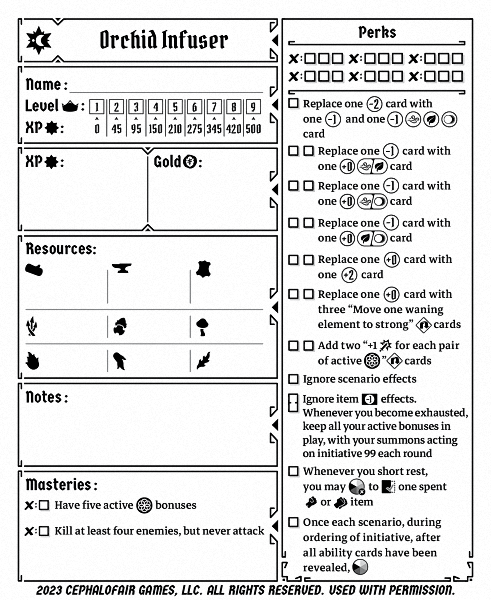 Orchid Infuser
Name:
Level :
1 2 3 4 5 6 7 8 9
XP :
0 45 95 150 210 275 345 420 500
XP :
Gold :
Resources:
Notes:
Masteries:
Have five active bonuses
Kill at least four enemies, but never attack
Perks
Replace one -2 card with
one -1 and one -1
card
Replace one -1 card with
one +0 card
Replace one -1 card with
one +0 card
Replace one -1 card with
one +0 card
Replace one +0 card with
one +2 card
Replace one +0 card with
three “Move one waning
element to strong” cards
Add two “+1 for each pair
of active ” cards
Ignore scenario effects
Ignore item -1 effects.
Whenever you become exhausted,
keep all your active bonuses in
play, with your summons acting
on initiative 99 each round
Whenever you short rest,
you may to one spent
or item
Once each scenario, during
ordering of initiative, after
all ability cards have been
revealed,
2023 CEPHALOFAIR GAMES, LLC. ALL RIGHTS RESERVED. USED WITH PERMISSION.